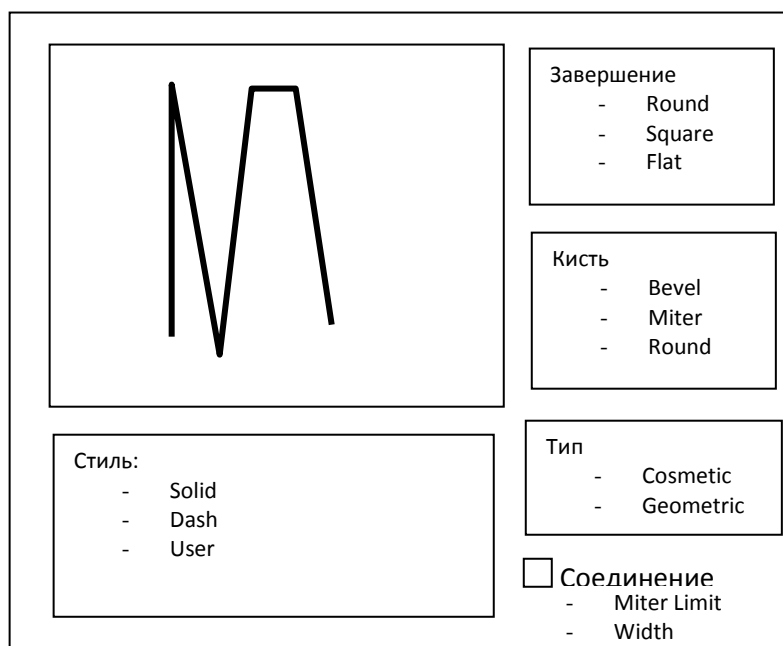 Завершение
- Round
- Square
- Flat
Кисть
- Bevel
- Miter
- Round
Тип
- Cosmetic
- Geometric
Стиль:
- Solid
- Dash
- User
Соединение
- Miter Limit
- Width